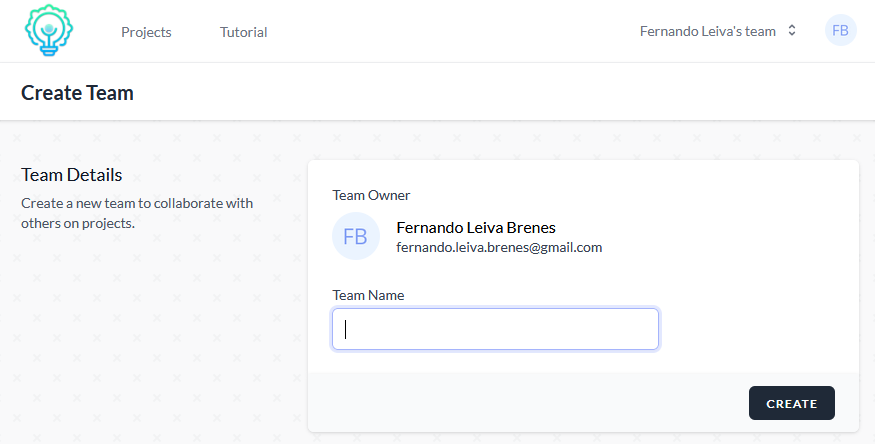 Projects
Tutorial
Fernando Leiva's team
FB
Create Team
Team Details
Create a new team to collaborate with
others on projects.
Team Owner
FB
Fernando Leiva Brenes
fernando.leiva.brenes@gmail.com
Team Name
CREATE